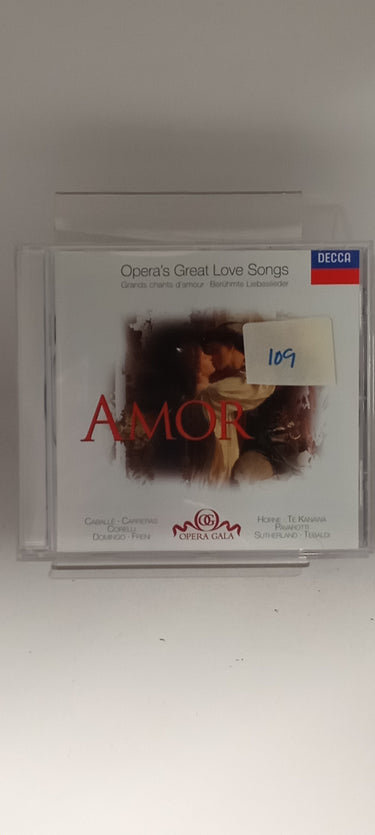 DECCA
Opera's Great Love Songs
Grands chants d'amour Berühmte Liebeslieder
109
AMOR
CABALLÉ · CARRERAS
CORELLI
DOMINGO · FRENI
OG
OPERA GALA
HORNE · TE KANAWA
PAVAROTTI
SUTHERLAND · TEBALDI